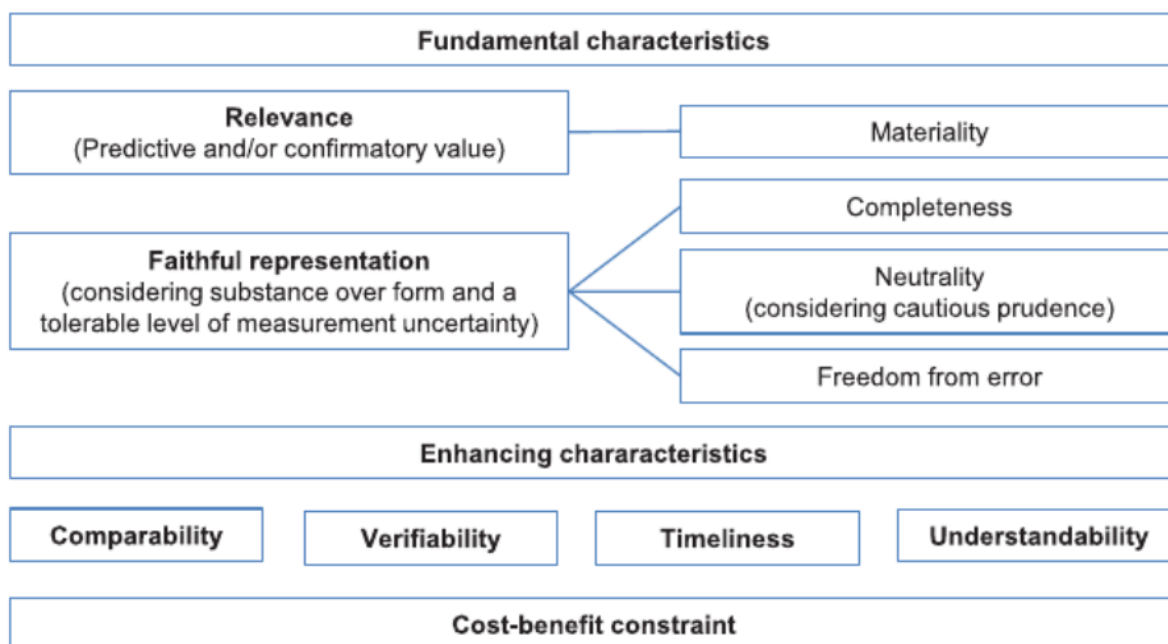 Fundamental characteristics
Relevance
(Predictive and/or confirmatory value)
Materiality
Completeness
Faithful representation
(considering substance over form and a
tolerable level of measurement uncertainty)
Neutrality
(considering cautious prudence)
Freedom from error
Enhancing chararacteristics
Comparability
Verifiability
Timeliness
Understandability
Cost-benefit constraint